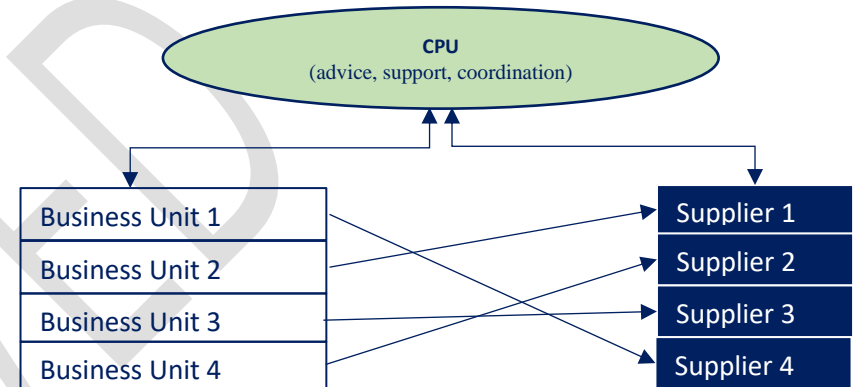 CPU
(advice, support, coordination)
Business Unit 1
Business Unit 2
Business Unit 3
Business Unit 4
Supplier 1
Supplier 2
Supplier 3
Supplier 4